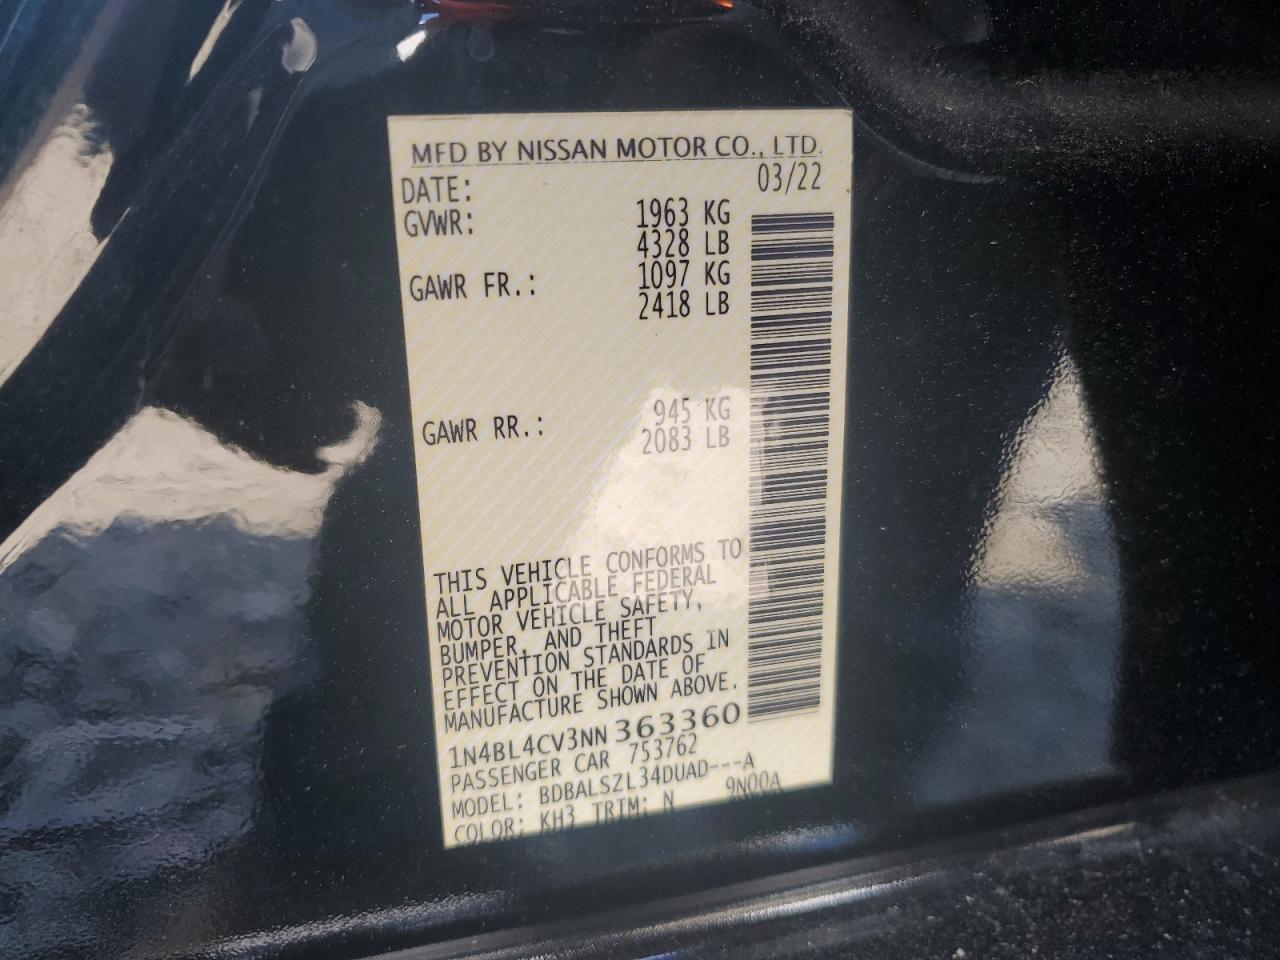 MFD BY NISSAN MOTOR CO., LTD.
DATE: 03/22
GVWR: 1963 KG
4328 LB
GAWR FR.: 1097 KG
2418 LB
GAWR RR.: 945 KG
2083 LB
THIS VEHICLE CONFORMS TO
ALL APPLICABLE FEDERAL
MOTOR VEHICLE SAFETY,
BUMPER, AND THEFT
PREVENTION STANDARDS IN
EFFECT ON THE DATE OF
MANUFACTURE SHOWN ABOVE.
1N4BL4CV3NN363360
PASSENGER CAR 753762
MODEL: BDBALSZL34DUAD---A
COLOR: KH3 TRIM: N 9N00A